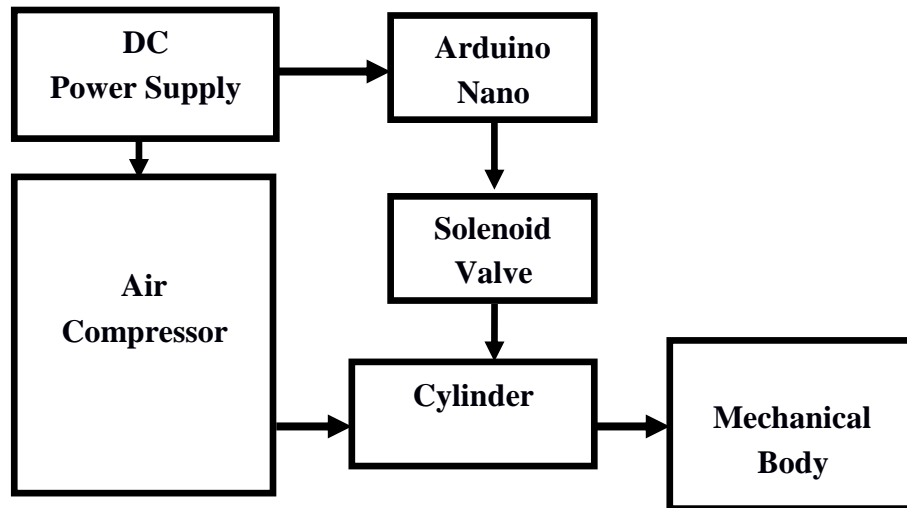 DC
Power Supply
Arduino
Nano
Solenoid
Valve
Air
Compressor
Cylinder
Mechanical
Body